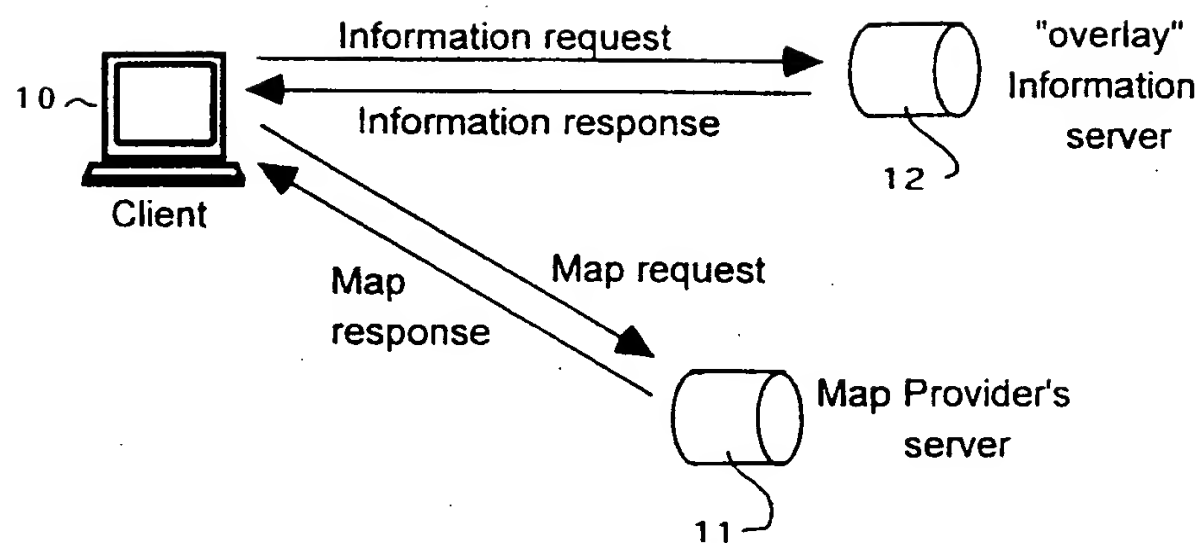 Information request
"overlay"
Information
server
10
Information response
12
Client
Map request
Map
response
Map Provider's
server
11